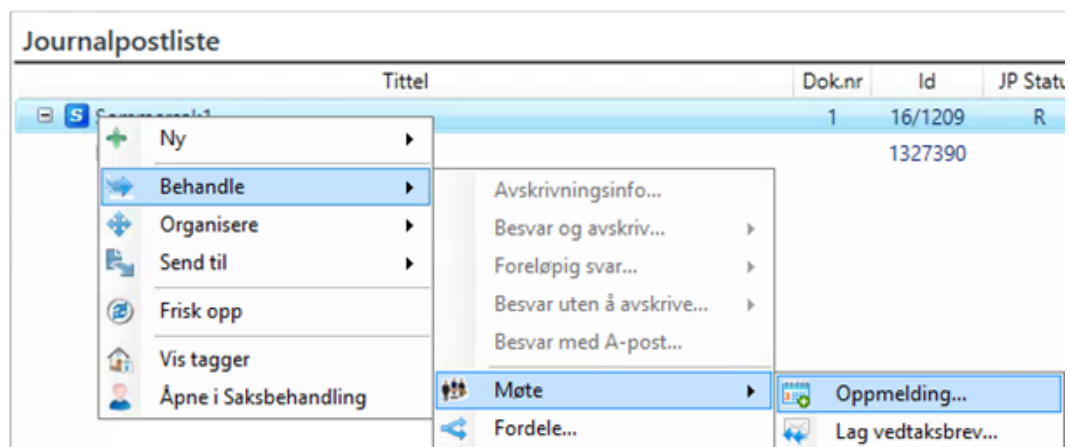 Journalpostliste
Tittel Dok.nr Id JP Statu
S 1 16/1209 R
Ny 1327390
Behandle Avskrivningsinfo...
Organisere Besvar og avskriv...
Send til Foreløpig svar...
Frisk opp Besvar uten å avskrive...
Vis tagger Besvar med A-post...
Åpne i Saksbehandling Møte Oppmelding...
Fordele... Lag vedtaksbrev...